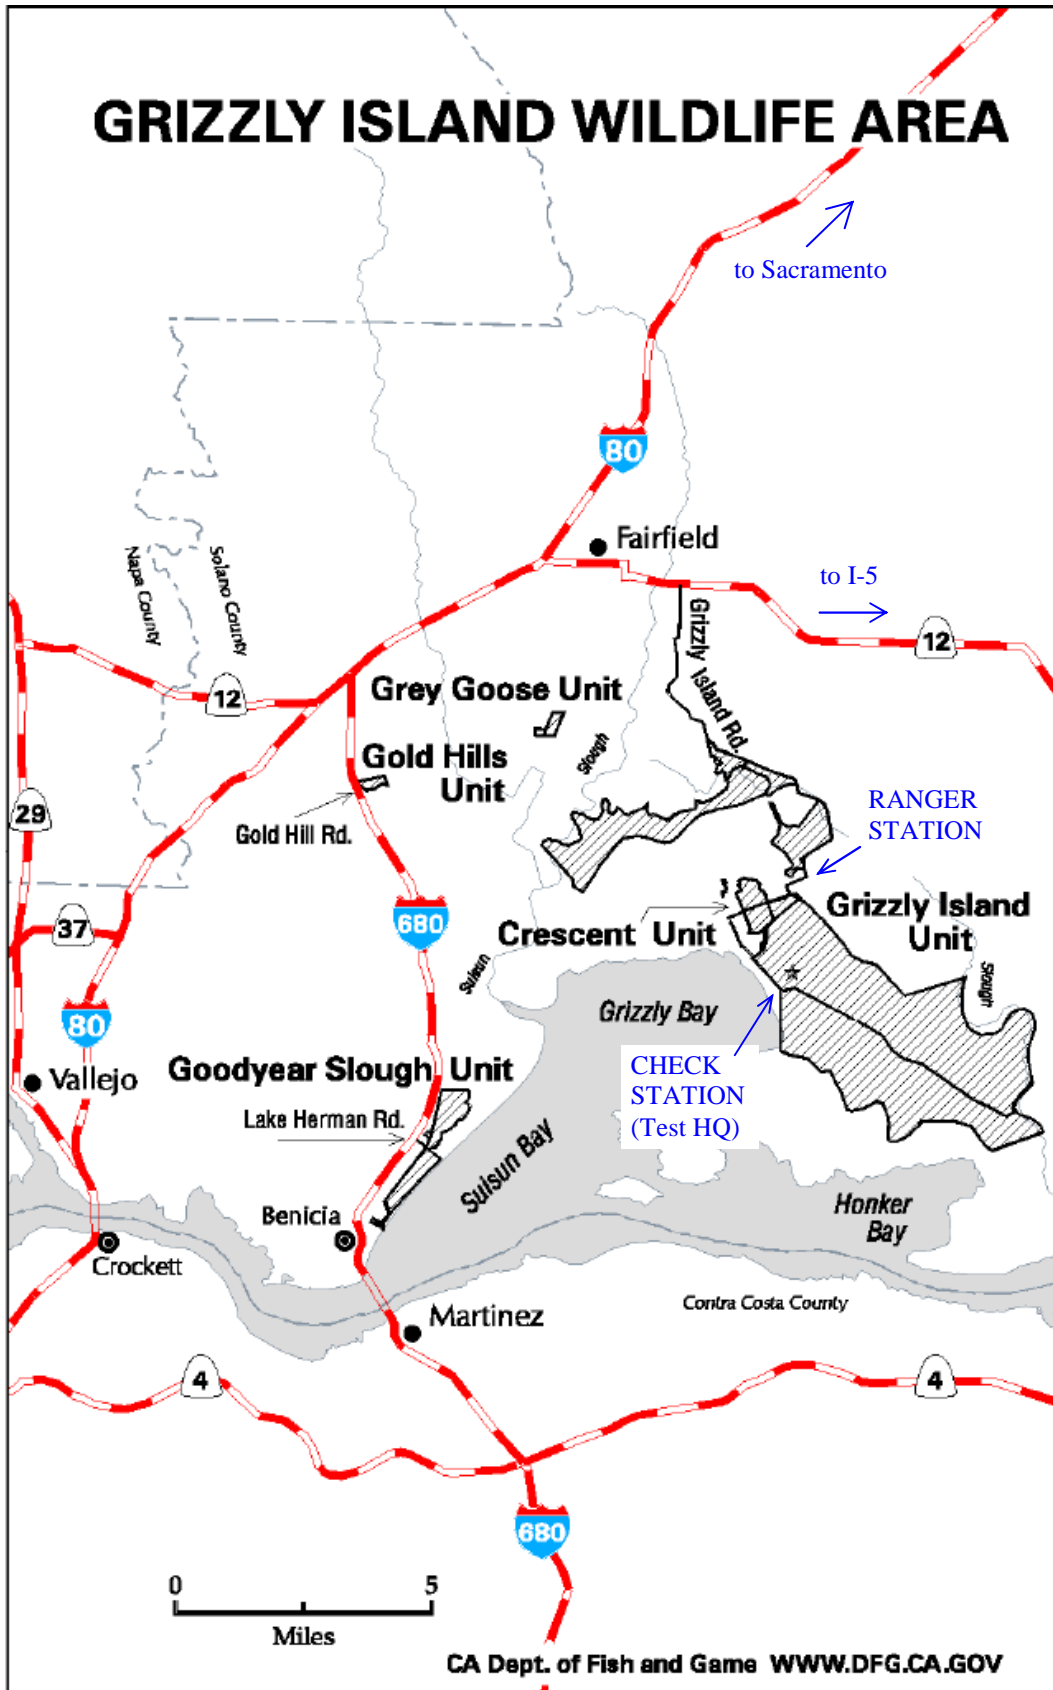 GRIZZLY ISLAND WILDLIFE AREA
to Sacramento
80
Fairfield
Napa County
Solano County
to I-5
12
12
Grizzly Island Rd.
Grey Goose Unit
Slough
Gold Hills
Unit
29
Gold Hill Rd.
RANGER
STATION
37
680
Crescent Unit
Grizzly Island
Unit
Suisun
Slough
80
Grizzly Bay
Vallejo
Goodyear Slough Unit
CHECK
STATION
(Test HQ)
Lake Herman Rd.
Suisun Bay
Benicia
Honker
Bay
Crockett
Martinez
Contra Costa County
4
4
680
0 5
Miles
CA Dept. of Fish and Game WWW.DFG.CA.GOV